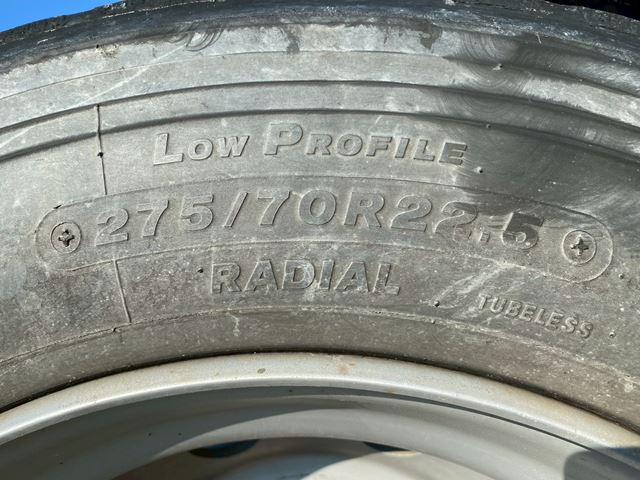 LOW PROFILE
275/70R22.5
RADIAL
TUBELESS